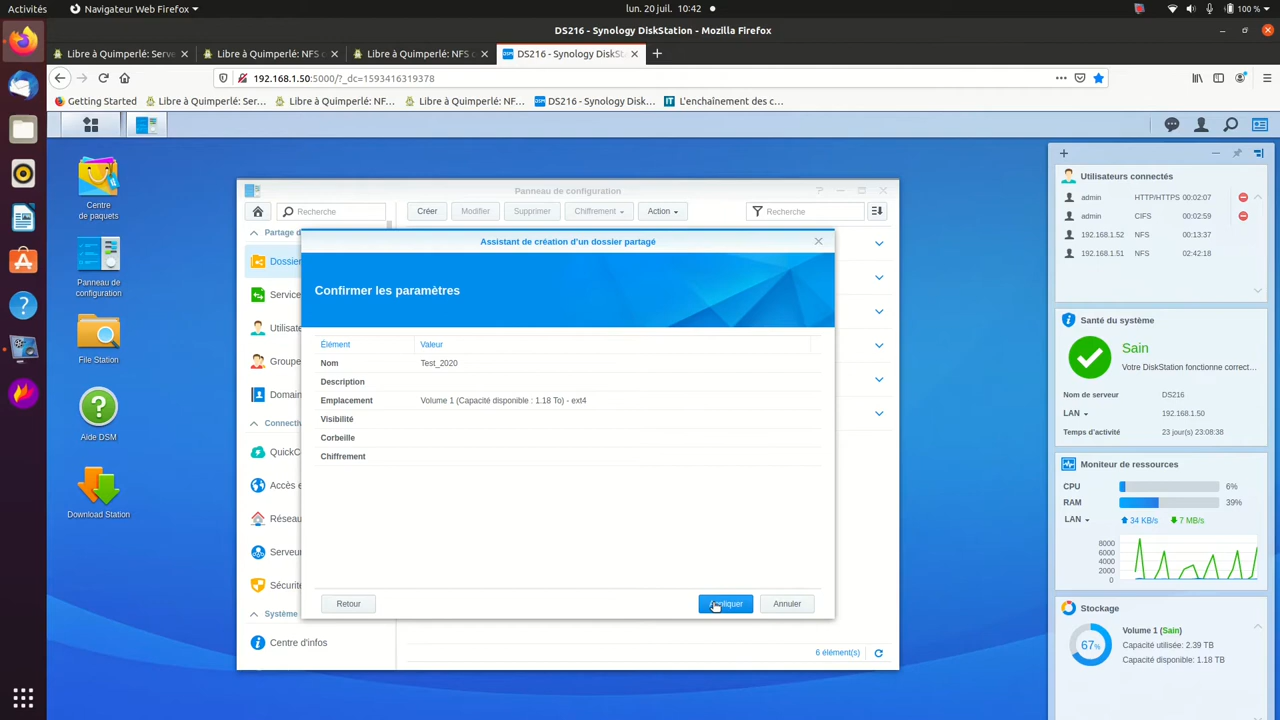 Activités
Navigateur Web Firefox
lun. 20 juil. 10:42
100 %
DS216 - Synology DiskStation - Mozilla Firefox
Libre à Quimperlé: Serve
Libre à Quimperlé: NFS c
Libre à Quimperlé: NFS c
DS216 - Synology DiskSta
192.168.1.50:5000/?_dc=1593416319378
Getting Started
Libre à Quimperlé: Ser…
Libre à Quimperlé: NF…
Libre à Quimperlé: NF…
DS216 - Synology Disk…
L'enchaînement des c…
Centre
de paquets
Panneau de
configuration
File Station
Aide DSM
Download Station
Panneau de configuration
Recherche
Créer
Modifier
Supprimer
Chiffrement
Action
Recherche
Partage d
Dossie
Service
Utilisate
Groupe
Domain
Connectiv
QuickC
Accès e
Réseau
Serveu
Sécurité
Système
Centre d'infos
6 élément(s)
Assistant de création d'un dossier partagé
Confirmer les paramètres
Élément
Valeur
Nom
Test_2020
Description
Emplacement
Volume 1 (Capacité disponible : 1.18 To) - ext4
Visibilité
Corbeille
Chiffrement
Retour
Appliquer
Annuler
Utilisateurs connectés
admin HTTP/HTTPS 00:02:07
admin CIFS 00:02:59
192.168.1.52 NFS 00:13:37
192.168.1.51 NFS 02:42:18
Santé du système
Sain
Votre DiskStation fonctionne correct…
Nom de serveur DS216
LAN 192.168.1.50
Temps d'activité 23 jour(s) 23:08:38
Moniteur de ressources
CPU 6%
RAM 39%
LAN 34 KB/s 7 MB/s
8000
6000
4000
2000
0
Stockage
67%
Volume 1 (Sain)
Capacité utilisée: 2.39 TB
Capacité disponible: 1.18 TB